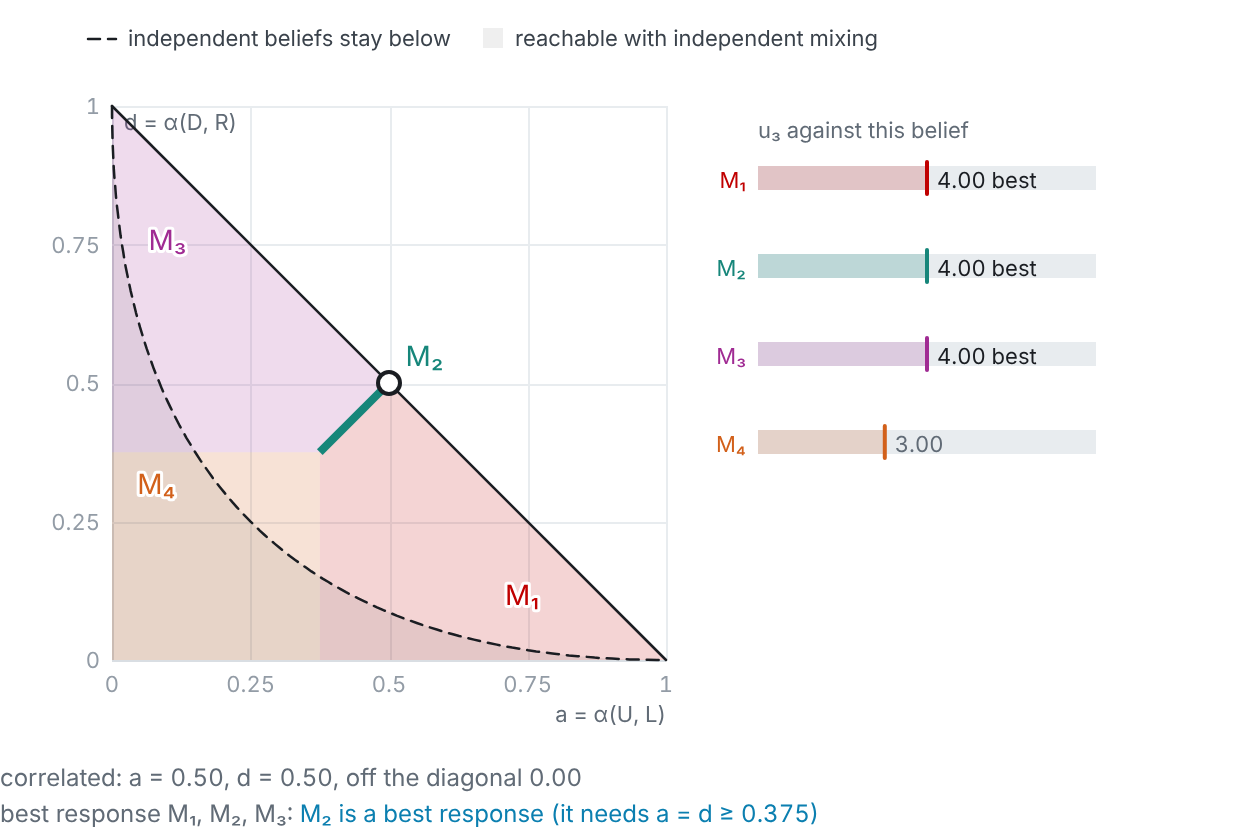 independent beliefs stay below
reachable with independent mixing
1
d = α(D, R)
0.75
0.5
0.25
0
M₃
M₂
M₄
M₁
0
0.25
0.5
0.75
1
a = α(U, L)
u₃ against this belief
M₁ 4.00 best
M₂ 4.00 best
M₃ 4.00 best
M₄ 3.00
correlated: a = 0.50, d = 0.50, off the diagonal 0.00
best response M₁, M₂, M₃: M₂ is a best response (it needs a = d ≥ 0.375)